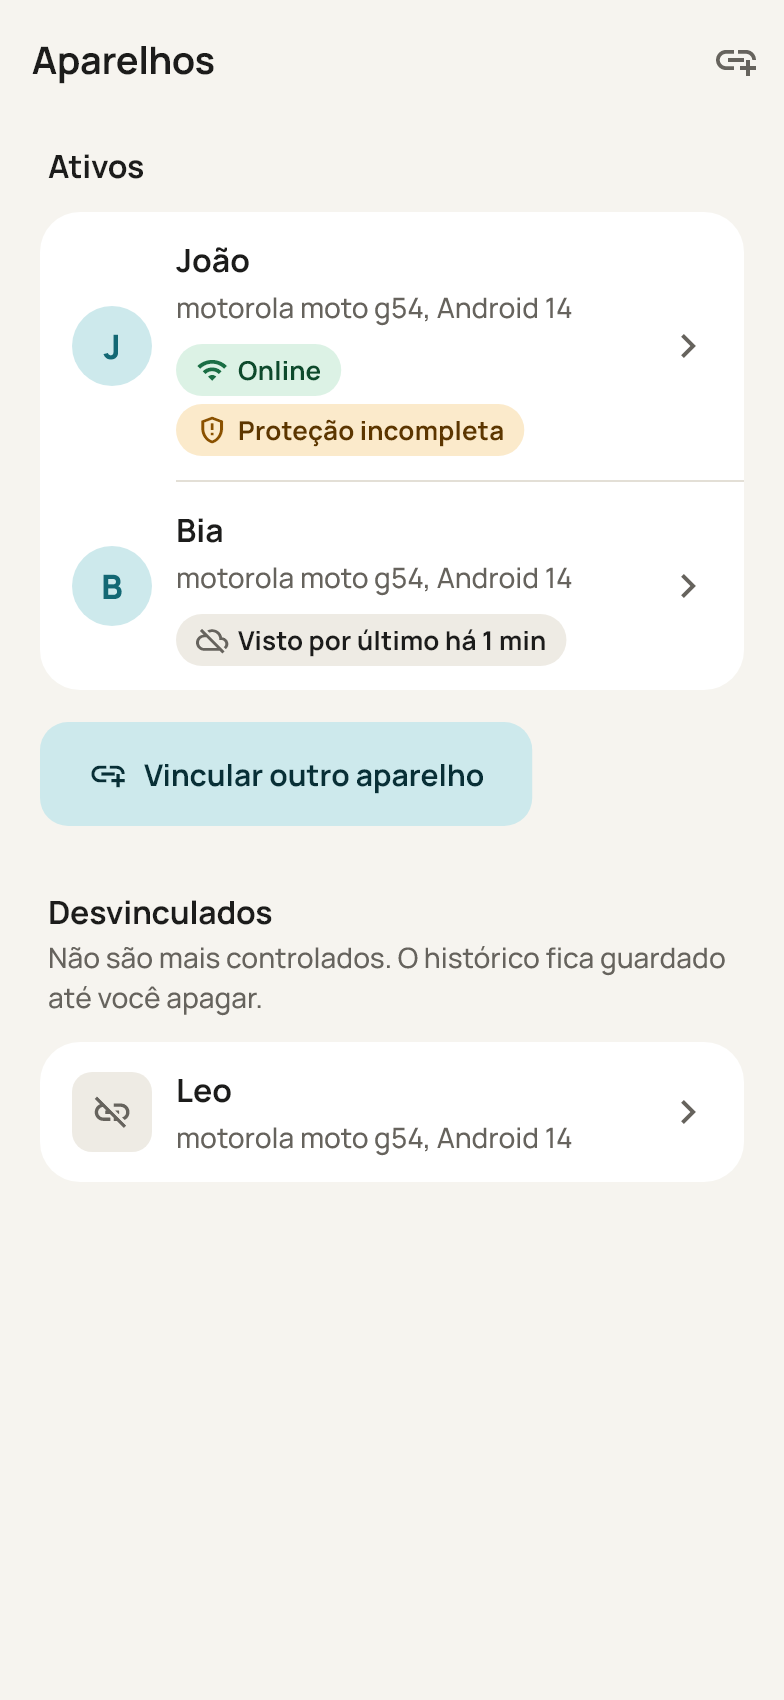 Aparelhos
Ativos
João
motorola moto g54, Android 14
J
Online
Proteção incompleta
Bia
motorola moto g54, Android 14
B
Visto por último há 1 min
Vincular outro aparelho
Desvinculados
Não são mais controlados. O histórico fica guardado
até você apagar.
Leo
motorola moto g54, Android 14